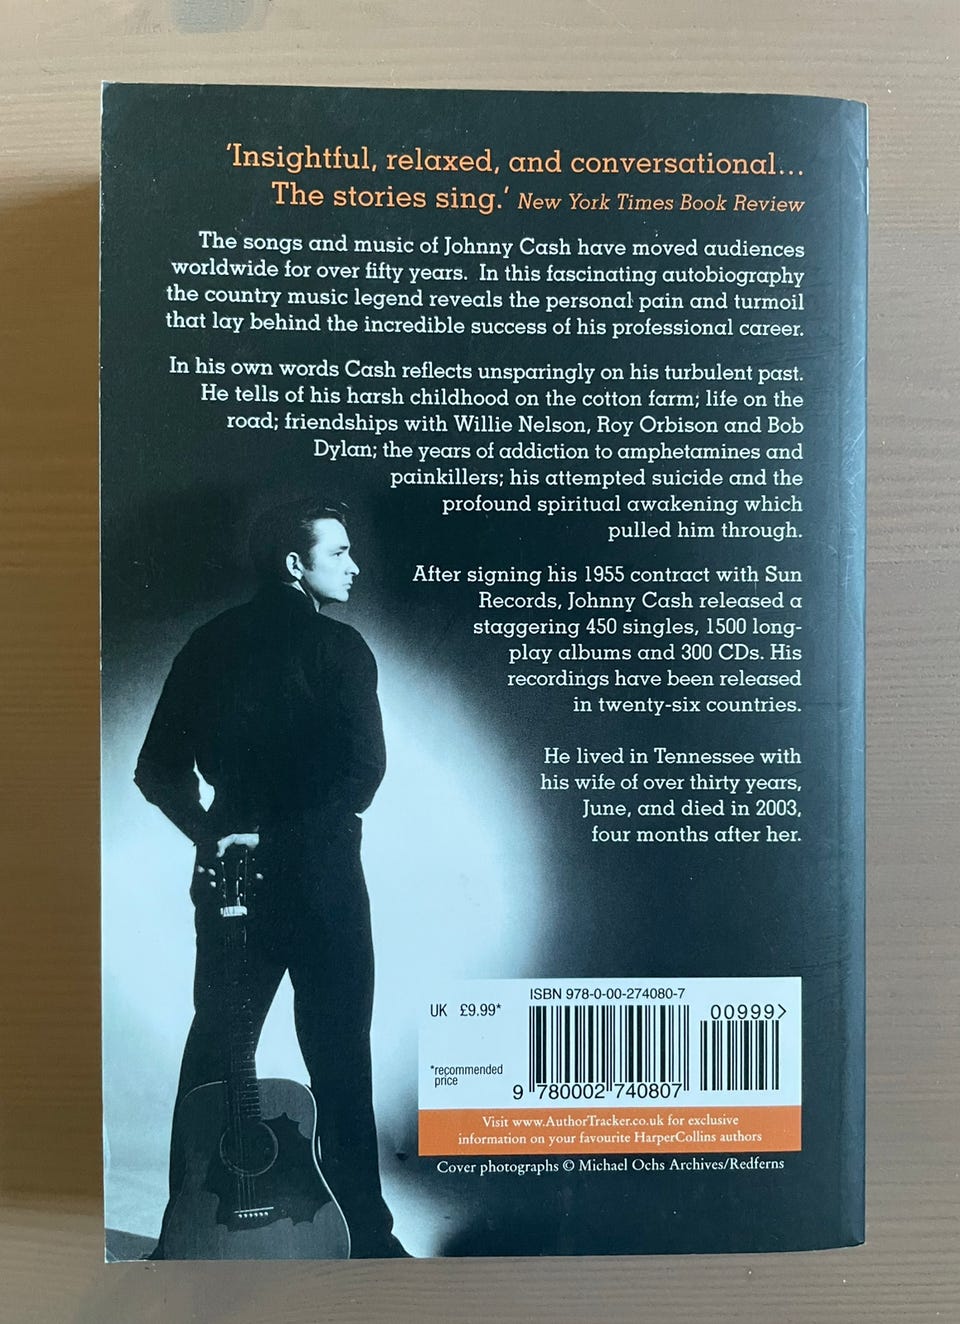 ‘Insightful, relaxed, and conversational...
The stories sing.’ New York Times Book Review
The songs and music of Johnny Cash have moved audiences
worldwide for over fifty years. In this fascinating autobiography
the country music legend reveals the personal pain and turmoil
that lay behind the incredible success of his professional career.
In his own words Cash reflects unsparingly on his turbulent past.
He tells of his harsh childhood on the cotton farm; life on the
road; friendships with Willie Nelson, Roy Orbison and Bob
Dylan; the years of addiction to amphetamines and
painkillers; his attempted suicide and the
profound spiritual awakening which
pulled him through.
After signing his 1955 contract with Sun
Records, Johnny Cash released a
staggering 450 singles, 1500 long-
play albums and 300 CDs. His
recordings have been released
in twenty-six countries.
He lived in Tennessee with
his wife of over thirty years,
June, and died in 2003,
four months after her.
ISBN 978-0-00-274080-7
UK £9.99*
00999>
*recommended
price
9 780002 740807
Visit www.AuthorTracker.co.uk for exclusive
information on your favourite HarperCollins authors
Cover photographs © Michael Ochs Archives/Redferns